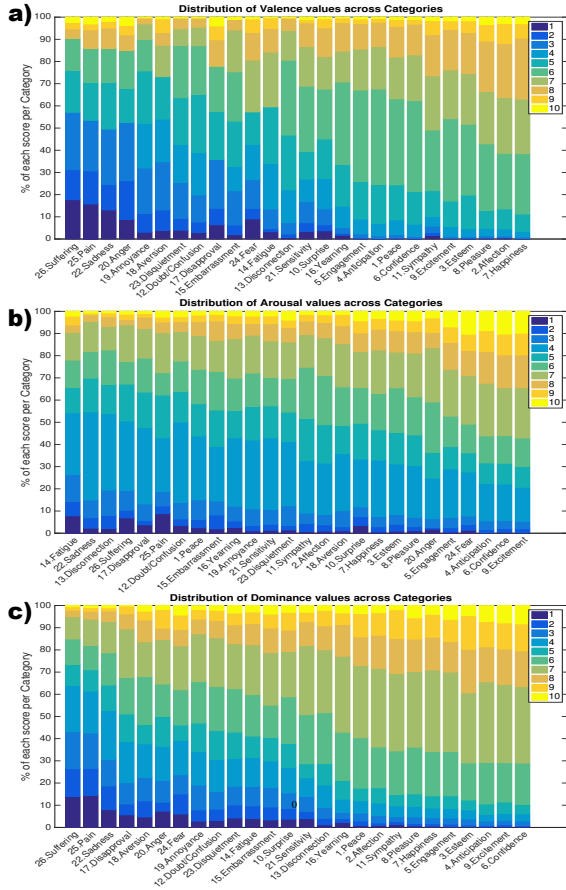 a)
Distribution of Valence values across Categories
% of each score per Category
100
90
80
70
60
50
40
30
20
10
0
1
2
3
4
5
6
7
8
9
10
26.Suffering
25.Pain
22.Sadness
20.Anger
19.Annoyance
18.Aversion
23.Disquietment
12.Doubt/Confusion
17.Disapproval
15.Embarrassment
24.Fear
14.Fatigue
13.Disconnection
21.Sensitivity
10.Surprise
16.Yearning
5.Engagement
4.Anticipation
1.Peace
6.Confidence
11.Sympathy
9.Excitement
3.Esteem
8.Pleasure
2.Affection
7.Happiness
b)
Distribution of Arousal values across Categories
% of each score per Category
100
90
80
70
60
50
40
30
20
10
0
1
2
3
4
5
6
7
8
9
10
14.Fatigue
22.Sadness
13.Disconnection
26.Suffering
17.Disapproval
25.Pain
12.Doubt/Confusion
1.Peace
15.Embarrassment
16.Yearning
19.Annoyance
21.Sensitivity
23.Disquietment
11.Sympathy
2.Affection
18.Aversion
10.Surprise
7.Happiness
3.Esteem
8.Pleasure
20.Anger
5.Engagement
24.Fear
4.Anticipation
6.Confidence
9.Excitement
c)
Distribution of Dominance values across Categories
% of each score per Category
100
90
80
70
60
50
40
30
20
10
0
1
2
3
4
5
6
7
8
9
10
0
26.Suffering
25.Pain
22.Sadness
17.Disapproval
18.Aversion
20.Anger
24.Fear
19.Annoyance
12.Doubt/Confusion
23.Disquietment
14.Fatigue
15.Embarrassment
10.Surprise
21.Sensitivity
13.Disconnection
16.Yearning
1.Peace
2.Affection
11.Sympathy
8.Pleasure
7.Happiness
5.Engagement
3.Esteem
4.Anticipation
9.Excitement
6.Confidence